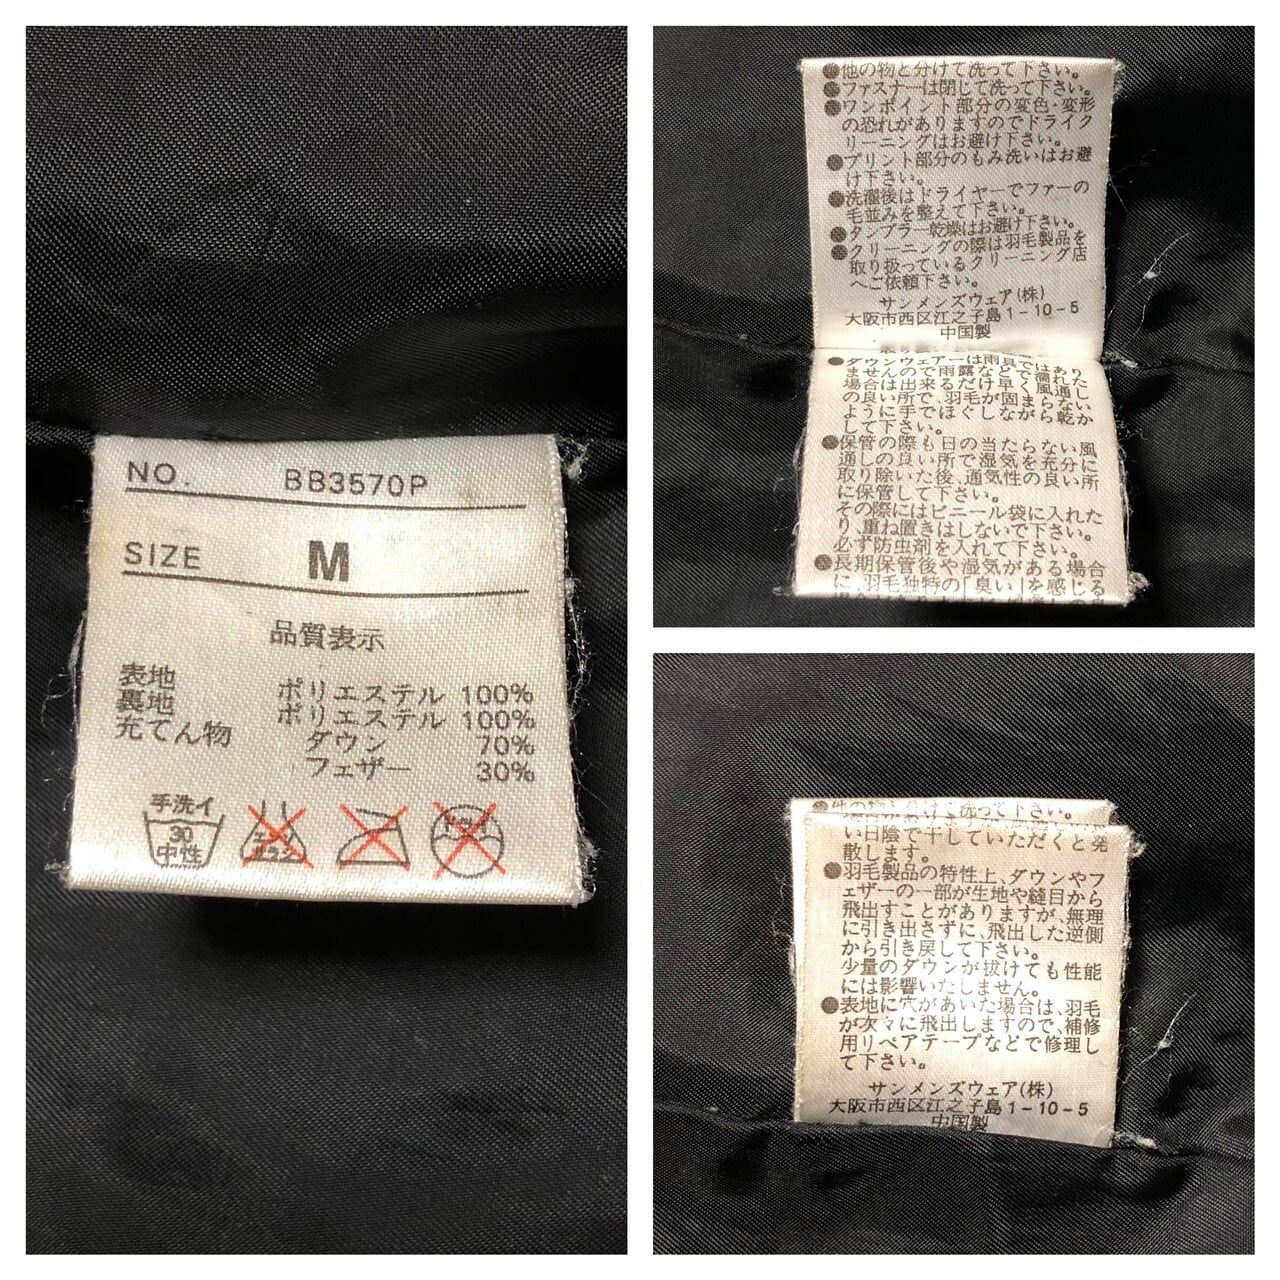 NO. BB3570P
SIZE M
品質表示
表地 ポリエステル 100%
裏地 ポリエステル 100%
充てん物 ダウン 70%
フェザー 30%
手洗イ
30
中性
エンソ
サラシ
●他の物と分けて洗って下さい。
●ファスナーは閉じて洗って下さい。
●ワンポイント部分の変色・変形
の恐れがありますのでドライク
リーニングはお避け下さい。
●プリント部分のもみ洗いはお避
け下さい。
●洗濯後はドライヤーでファーの
毛並みを整えて下さい。
●タンブラー乾燥はお避け下さい。
●クリーニングの際は羽毛製品を
取り扱っているクリーニング店
へご依頼下さい。
サンメンズウェア(株)
大阪市西区江之子島1-10-5
中国製
●ダウンウェアーは雨具ではあり
ませんので雨露などで濡れた
場合は出来るだけ早く風通し
の良い所で、羽毛が固まらない
ように手でほぐしながら乾か
して下さい。
●保管の際も日の当たらない風
通しの良い所で湿気を充分に
取り除いた後、通気性の良い所
に保管して下さい。
その際にはビニール袋に入れた
り、重ね置きはしないで下さい。
必ず防虫剤を入れて下さい。
●長期保管後や湿気がある場合
に、羽毛独特の「臭い」を感じる
●他の物と分けて洗って下さい。
い日陰で干していただくと発
散します。
●羽毛製品の特性上、ダウンやフ
ェザーの一部が生地や縫目から
飛出すことがありますが、無理
に引き出さずに、飛出した逆側
から引き戻して下さい。
少量のダウンが抜けても性能
には影響いたしません。
●表地に穴があいた場合は、羽毛
が次々に飛出しますので、補修
用リペアテープなどで修理し
て下さい。
サンメンズウェア(株)
大阪市西区江之子島1-10-5
中国製